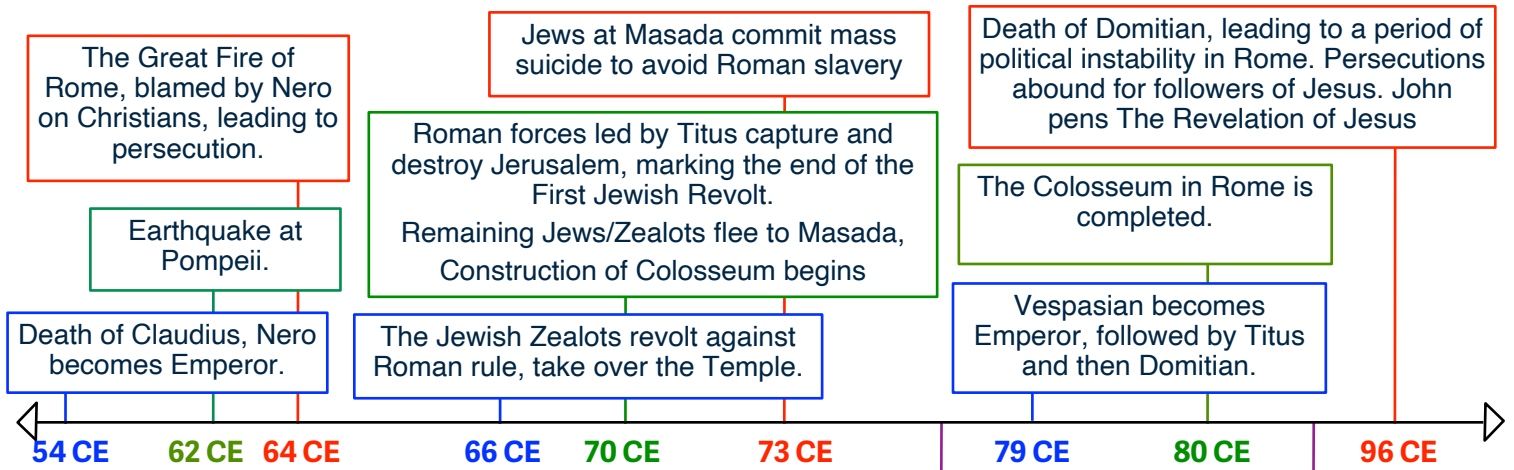 The Great Fire of
Rome, blamed by Nero
on Christians, leading to
persecution.
Earthquake at
Pompeii.
Death of Claudius, Nero
becomes Emperor.
Jews at Masada commit mass
suicide to avoid Roman slavery
Roman forces led by Titus capture and
destroy Jerusalem, marking the end of the
First Jewish Revolt.
Remaining Jews/Zealots flee to Masada,
Construction of Colosseum begins
The Jewish Zealots revolt against
Roman rule, take over the Temple.
Death of Domitian, leading to a period of
political instability in Rome. Persecutions
abound for followers of Jesus. John
pens The Revelation of Jesus
The Colosseum in Rome is
completed.
Vespasian becomes
Emperor, followed by Titus
and then Domitian.
54 CE 62 CE 64 CE 66 CE 70 CE 73 CE 79 CE 80 CE 96 CE